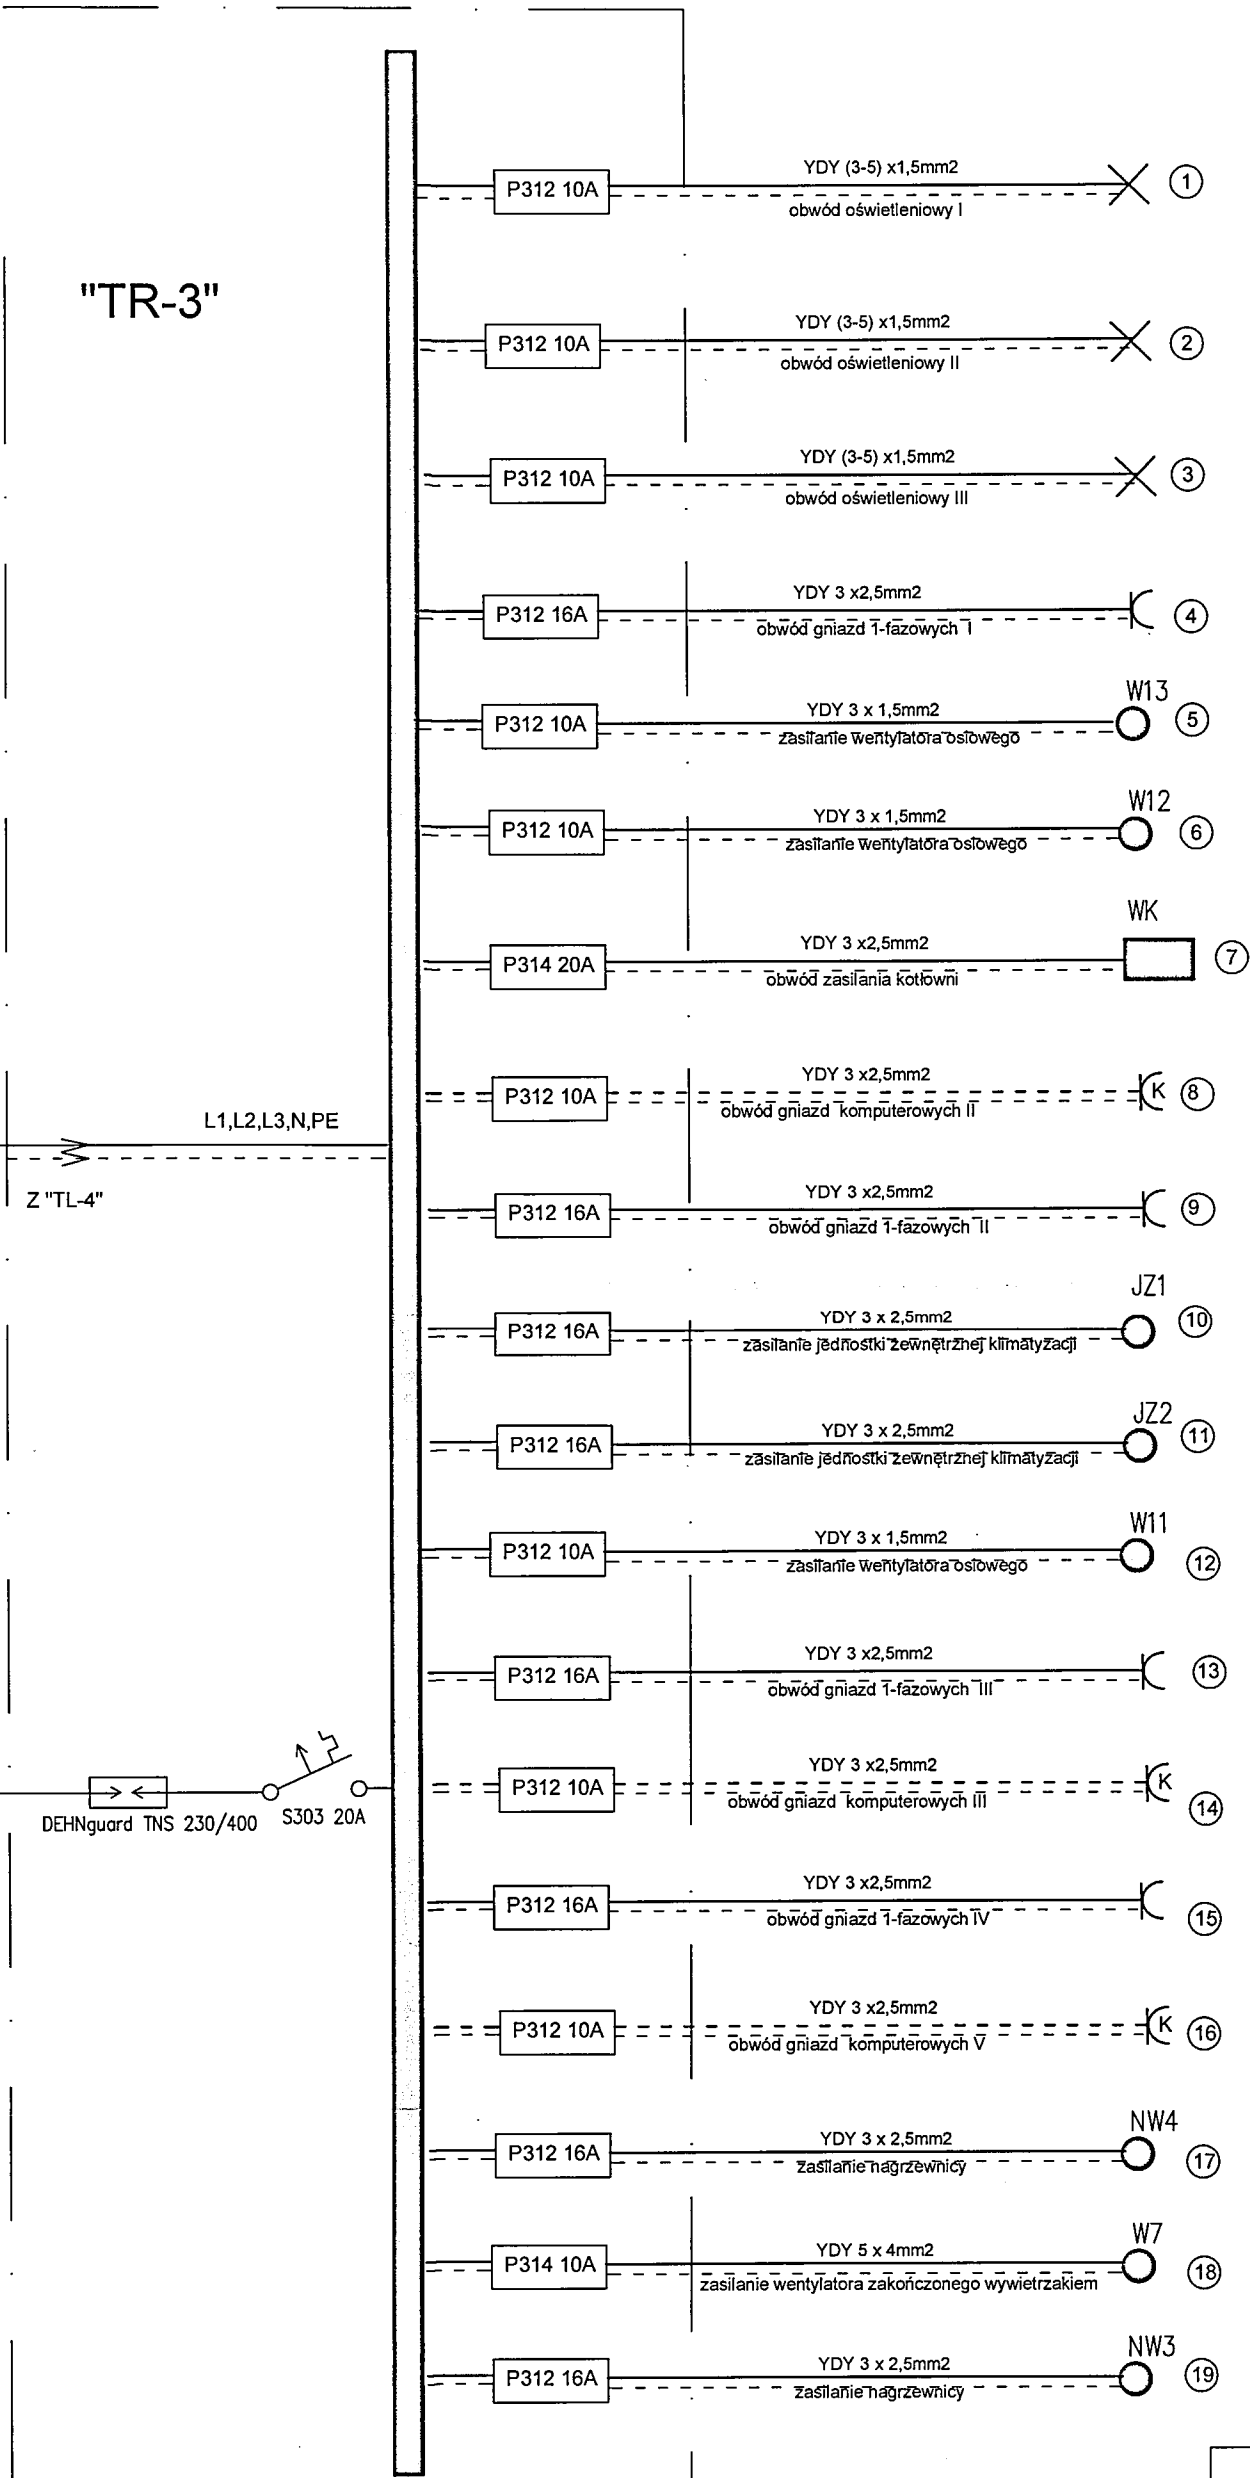 "TR-3"
P312 10A
YDY (3-5) x1,5mm2
obwód oświetleniowy I
1
P312 10A
YDY (3-5) x1,5mm2
obwód oświetleniowy II
2
P312 10A
YDY (3-5) x1,5mm2
obwód oświetleniowy III
3
P312 16A
YDY 3 x2,5mm2
obwód gniazd 1-fazowych I
4
P312 10A
YDY 3 x 1,5mm2
zasilanie wentylatora osiowego
W13
5
P312 10A
YDY 3 x 1,5mm2
zasilanie wentylatora osiowego
W12
6
P314 20A
YDY 3 x2,5mm2
obwód zasilania kotłowni
WK
7
P312 10A
YDY 3 x2,5mm2
obwód gniazd komputerowych II
K
8
L1,L2,L3,N,PE
Z "TL-4"
P312 16A
YDY 3 x2,5mm2
obwód gniazd 1-fazowych II
9
P312 16A
YDY 3 x 2,5mm2
zasilanie jednostki zewnętrznej klimatyzacji
JZ1
10
P312 16A
YDY 3 x 2,5mm2
zasilanie jednostki zewnętrznej klimatyzacji
JZ2
11
P312 10A
YDY 3 x 1,5mm2
zasilanie wentylatora osiowego
W11
12
P312 16A
YDY 3 x2,5mm2
obwód gniazd 1-fazowych III
13
P312 10A
YDY 3 x2,5mm2
obwód gniazd komputerowych III
K
14
DEHNguard TNS 230/400
S303 20A
P312 16A
YDY 3 x2,5mm2
obwód gniazd 1-fazowych IV
15
P312 10A
YDY 3 x2,5mm2
obwód gniazd komputerowych V
K
16
P312 16A
YDY 3 x 2,5mm2
zasilanie nagrzewnicy
NW4
17
P314 10A
YDY 5 x 4mm2
zasilanie wentylatora zakończonego wywietrzakiem
W7
18
P312 16A
YDY 3 x 2,5mm2
zasilanie nagrzewnicy
NW3
19